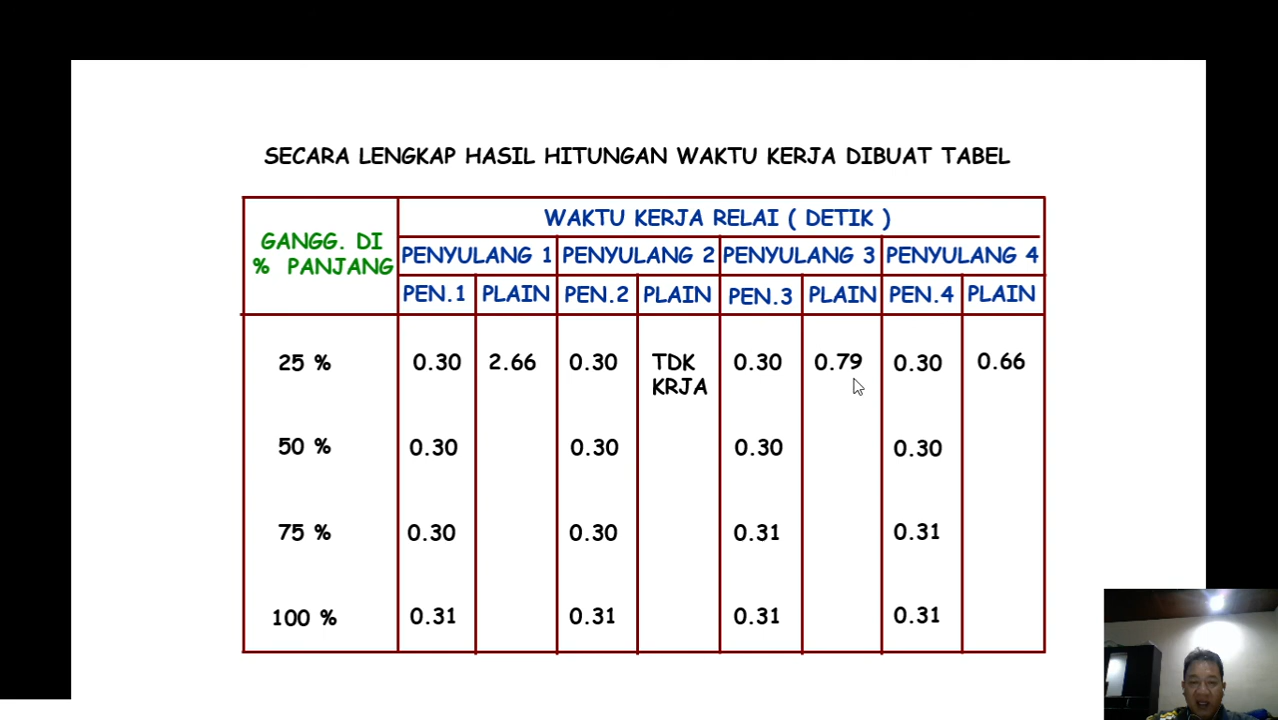 SECARA LENGKAP HASIL HITUNGAN WAKTU KERJA DIBUAT TABEL
GANGG. DI
% PANJANG
WAKTU KERJA RELAI ( DETIK )
PENYULANG 1 PENYULANG 2 PENYULANG 3 PENYULANG 4
PEN.1 PLAIN PEN.2 PLAIN PEN.3 PLAIN PEN.4 PLAIN
25 % 0.30 2.66 0.30 TDK 0.30 0.79 0.30 0.66
KRJA
50 % 0.30 0.30 0.30 0.30
75 % 0.30 0.30 0.31 0.31
100 % 0.31 0.31 0.31 0.31